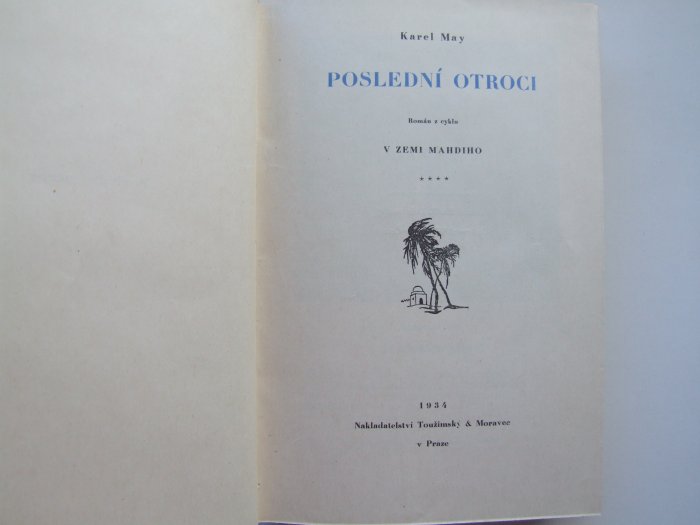 Karel May
POSLEDNÍ OTROCI
Román z cyklu
V ZEMI MAHDIHO
****
1934
Nakladatelství Toužimský & Moravec
v Praze